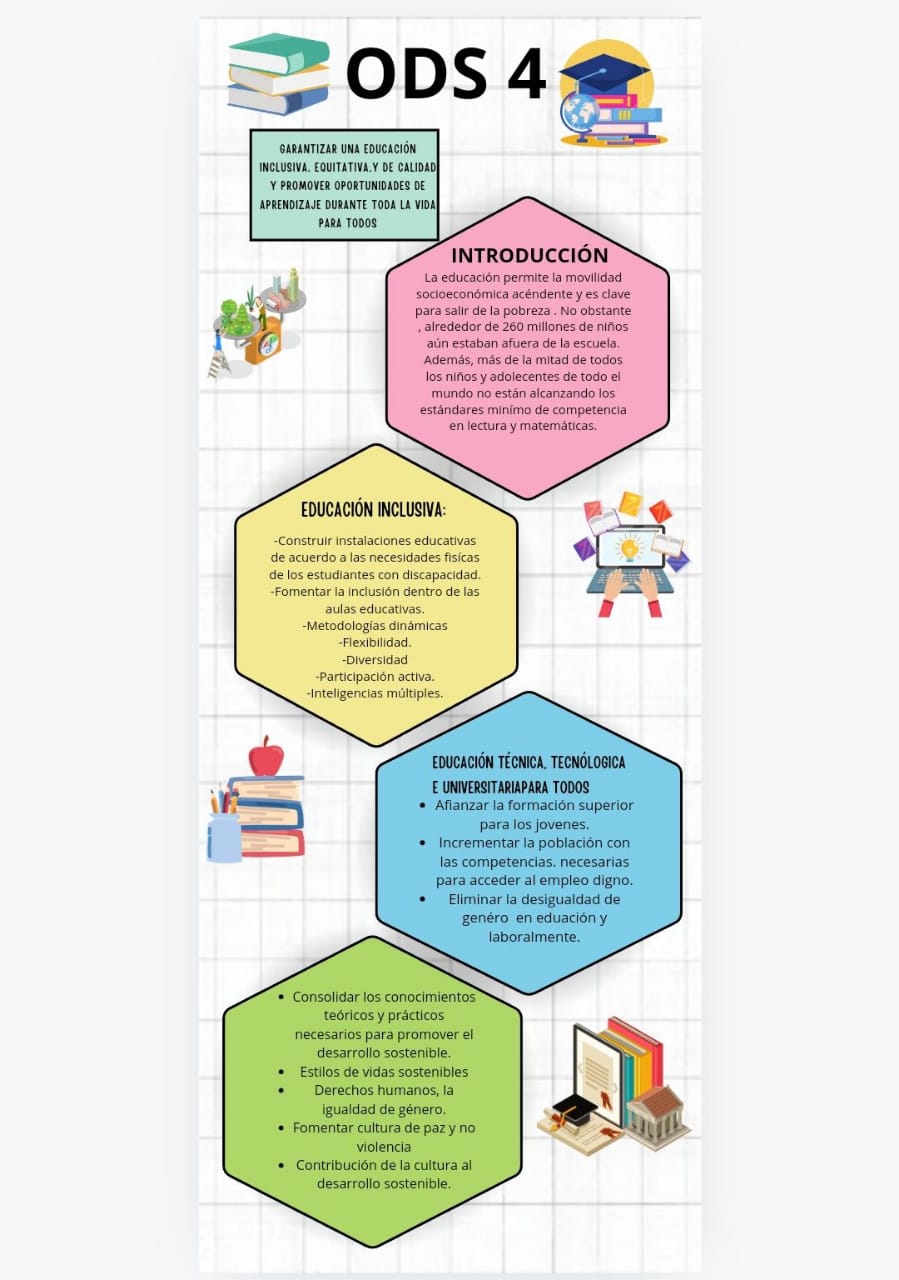 ODS 4
GARANTIZAR UNA EDUCACIÓN
INCLUSIVA, EQUITATIVA,Y DE CALIDAD
Y PROMOVER OPORTUNIDADES DE
APRENDIZAJE DURANTE TODA LA VIDA
PARA TODOS
INTRODUCCIÓN
La educación permite la movilidad
socioeconómica acéndente y es clave
para salir de la pobreza . No obstante
, alrededor de 260 millones de niños
aún estaban afuera de la escuela.
Además, más de la mitad de todos
los niños y adolecentes de todo el
mundo no están alcanzando los
estándares minímo de competencia
en lectura y matemáticas.
EDUCACIÓN INCLUSIVA:
-Construir instalaciones educativas
de acuerdo a las necesidades fisícas
de los estudiantes con discapacidad.
-Fomentar la inclusión dentro de las
aulas educativas.
-Metodologías dinámicas
-Flexibilidad.
-Diversidad
-Participación activa.
-Inteligencias múltiples.
EDUCACIÓN TÉCNICA, TECNÓLOGICA
E UNIVERSITARIAPARA TODOS
• Afianzar la formación superior
para los jovenes.
• Incrementar la población con
las competencias. necesarias
para acceder al empleo digno.
• Eliminar la desigualdad de
genéro en eduación y
laboralmente.
• Consolidar los conocimientos
teóricos y prácticos
necesarios para promover el
desarrollo sostenible.
• Estilos de vidas sostenibles
• Derechos humanos, la
igualdad de género.
• Fomentar cultura de paz y no
violencia
• Contribución de la cultura al
desarrollo sostenible.